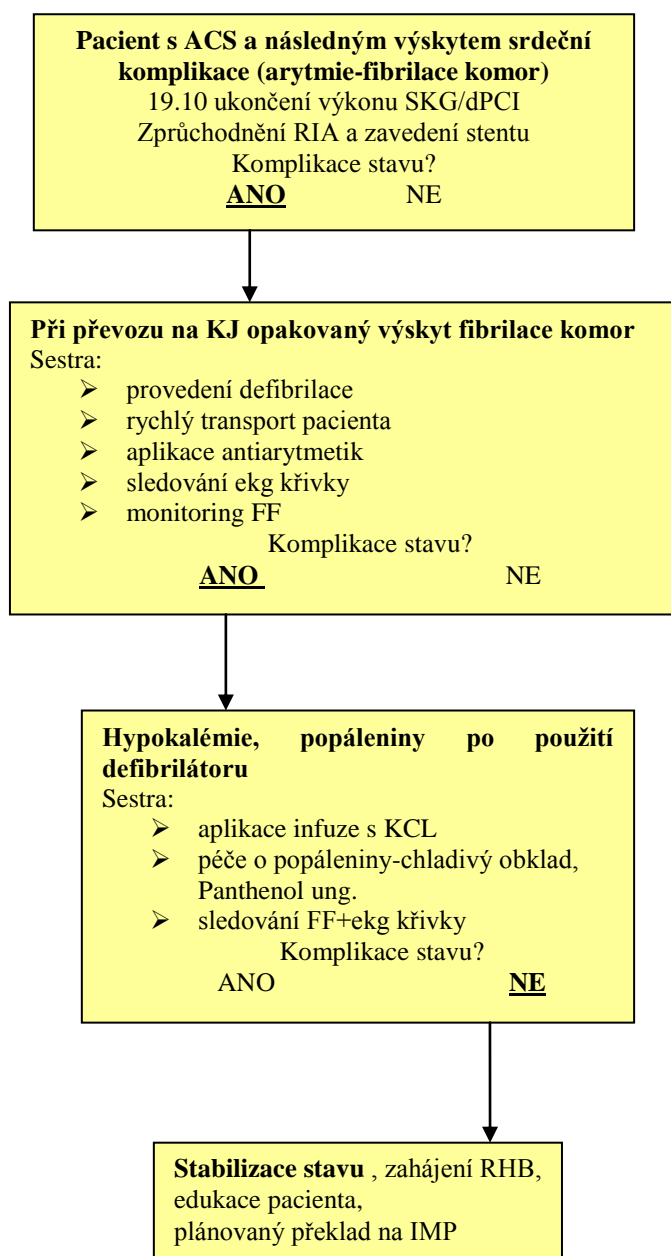 Pacient s ACS a následným výskytem srdeční
komplikace (arytmie-fibrilace komor)
19.10 ukončení výkonu SKG/dPCI
Zprůchodnění RIA a zavedení stentu
Komplikace stavu?
ANO NE
Při převozu na KJ opakovaný výskyt fibrilace komor
Sestra:
➢ provedení defibrilace
➢ rychlý transport pacienta
➢ aplikace antiarytmetik
➢ sledování ekg křivky
➢ monitoring FF
Komplikace stavu?
ANO NE
Hypokalémie, popáleniny po použití
defibrilátoru
Sestra:
➢ aplikace infuze s KCL
➢ péče o popáleniny-chladivý obklad,
Panthenol ung.
➢ sledování FF+ekg křivky
Komplikace stavu?
ANO NE
Stabilizace stavu , zahájení RHB,
edukace pacienta,
plánovaný překlad na IMP